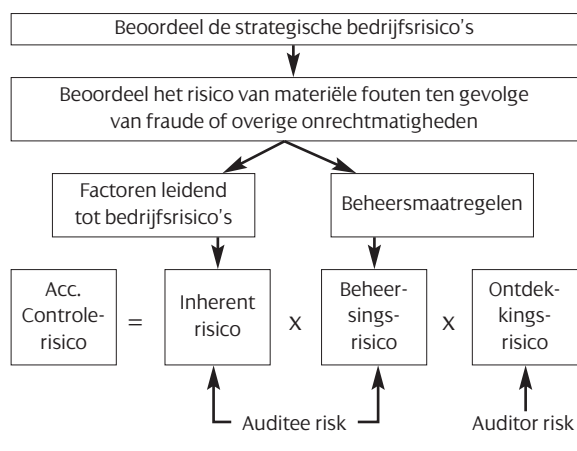 Beoordeel de strategische bedrijfsrisico's
Beoordeel het risico van materiële fouten ten gevolge
van fraude of overige onrechtmatigheden
Factoren leidend
tot bedrijfsrisico's
Beheersmaatregelen
Acc.
Controle-
risico
=
Inherent
risico
x
Beheer-
sings-
risico
x
Ontdek-
kings-
risico
Auditee risk
Auditor risk